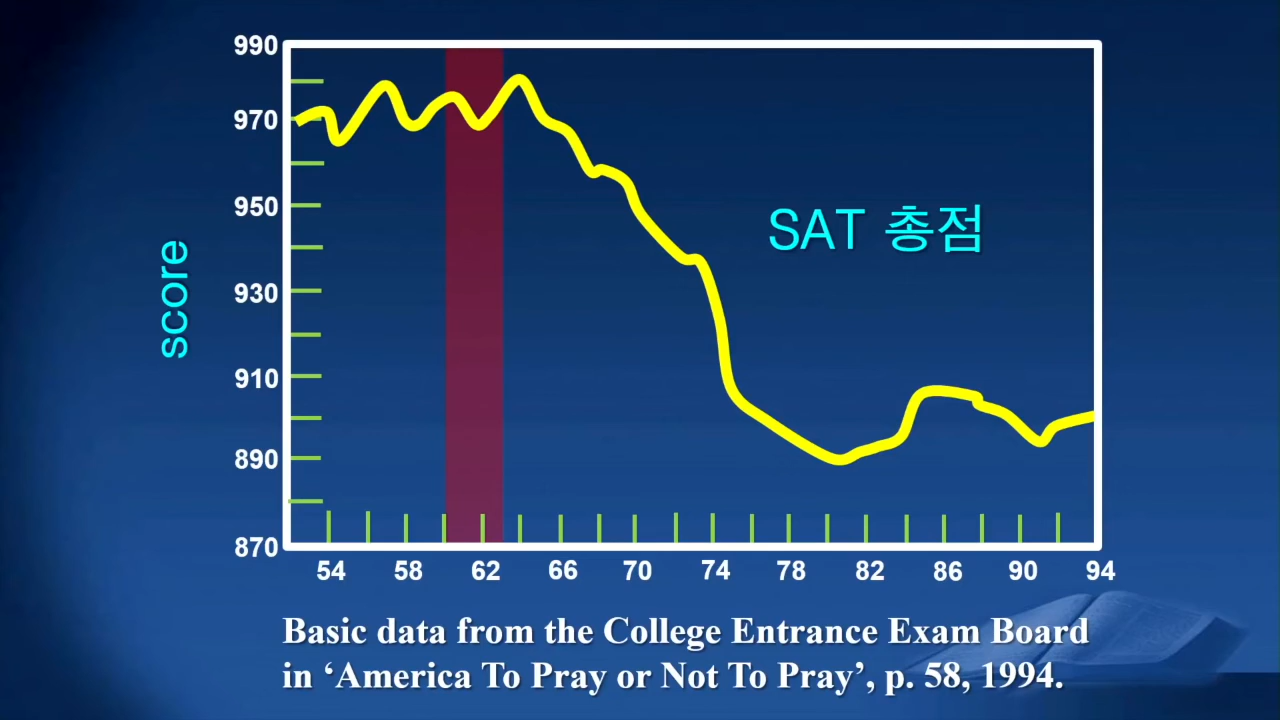 990
970
950
930
910
890
870
score
SAT 총점
54 58 62 66 70 74 78 82 86 90 94
Basic data from the College Entrance Exam Board
in ‘America To Pray or Not To Pray’, p. 58, 1994.